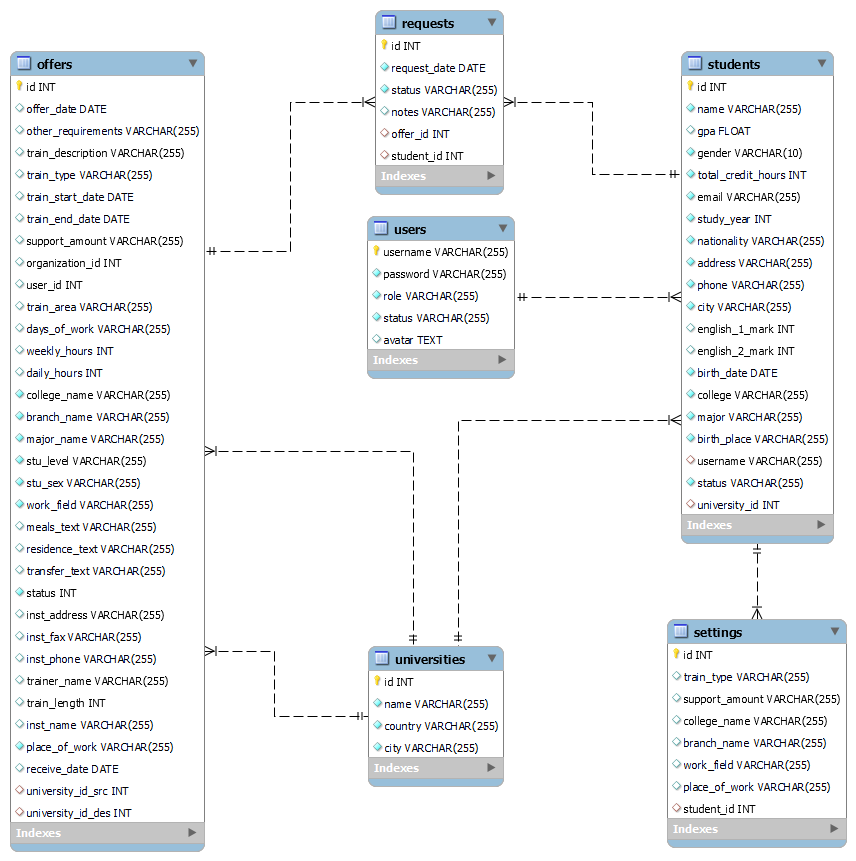 offers
id INT
offer_date DATE
other_requirements VARCHAR(255)
train_description VARCHAR(255)
train_type VARCHAR(255)
train_start_date DATE
train_end_date DATE
support_amount VARCHAR(255)
organization_id INT
user_id INT
train_area VARCHAR(255)
days_of_work VARCHAR(255)
weekly_hours INT
daily_hours INT
college_name VARCHAR(255)
branch_name VARCHAR(255)
major_name VARCHAR(255)
stu_level VARCHAR(255)
stu_sex VARCHAR(255)
work_field VARCHAR(255)
meals_text VARCHAR(255)
residence_text VARCHAR(255)
transfer_text VARCHAR(255)
status INT
inst_address VARCHAR(255)
inst_fax VARCHAR(255)
inst_phone VARCHAR(255)
trainer_name VARCHAR(255)
train_length INT
inst_name VARCHAR(255)
place_of_work VARCHAR(255)
receive_date DATE
university_id_src INT
university_id_des INT
Indexes
requests
id INT
request_date DATE
status VARCHAR(255)
notes VARCHAR(255)
offer_id INT
student_id INT
Indexes
users
username VARCHAR(255)
password VARCHAR(255)
role VARCHAR(255)
status VARCHAR(255)
avatar TEXT
Indexes
universities
id INT
name VARCHAR(255)
country VARCHAR(255)
city VARCHAR(255)
Indexes
students
id INT
name VARCHAR(255)
gpa FLOAT
gender VARCHAR(10)
total_credit_hours INT
email VARCHAR(255)
study_year INT
nationality VARCHAR(255)
address VARCHAR(255)
phone VARCHAR(255)
city VARCHAR(255)
english_1_mark INT
english_2_mark INT
birth_date DATE
college VARCHAR(255)
major VARCHAR(255)
birth_place VARCHAR(255)
username VARCHAR(255)
status VARCHAR(255)
university_id INT
Indexes
settings
id INT
train_type VARCHAR(255)
support_amount VARCHAR(255)
college_name VARCHAR(255)
branch_name VARCHAR(255)
work_field VARCHAR(255)
place_of_work VARCHAR(255)
student_id INT
Indexes